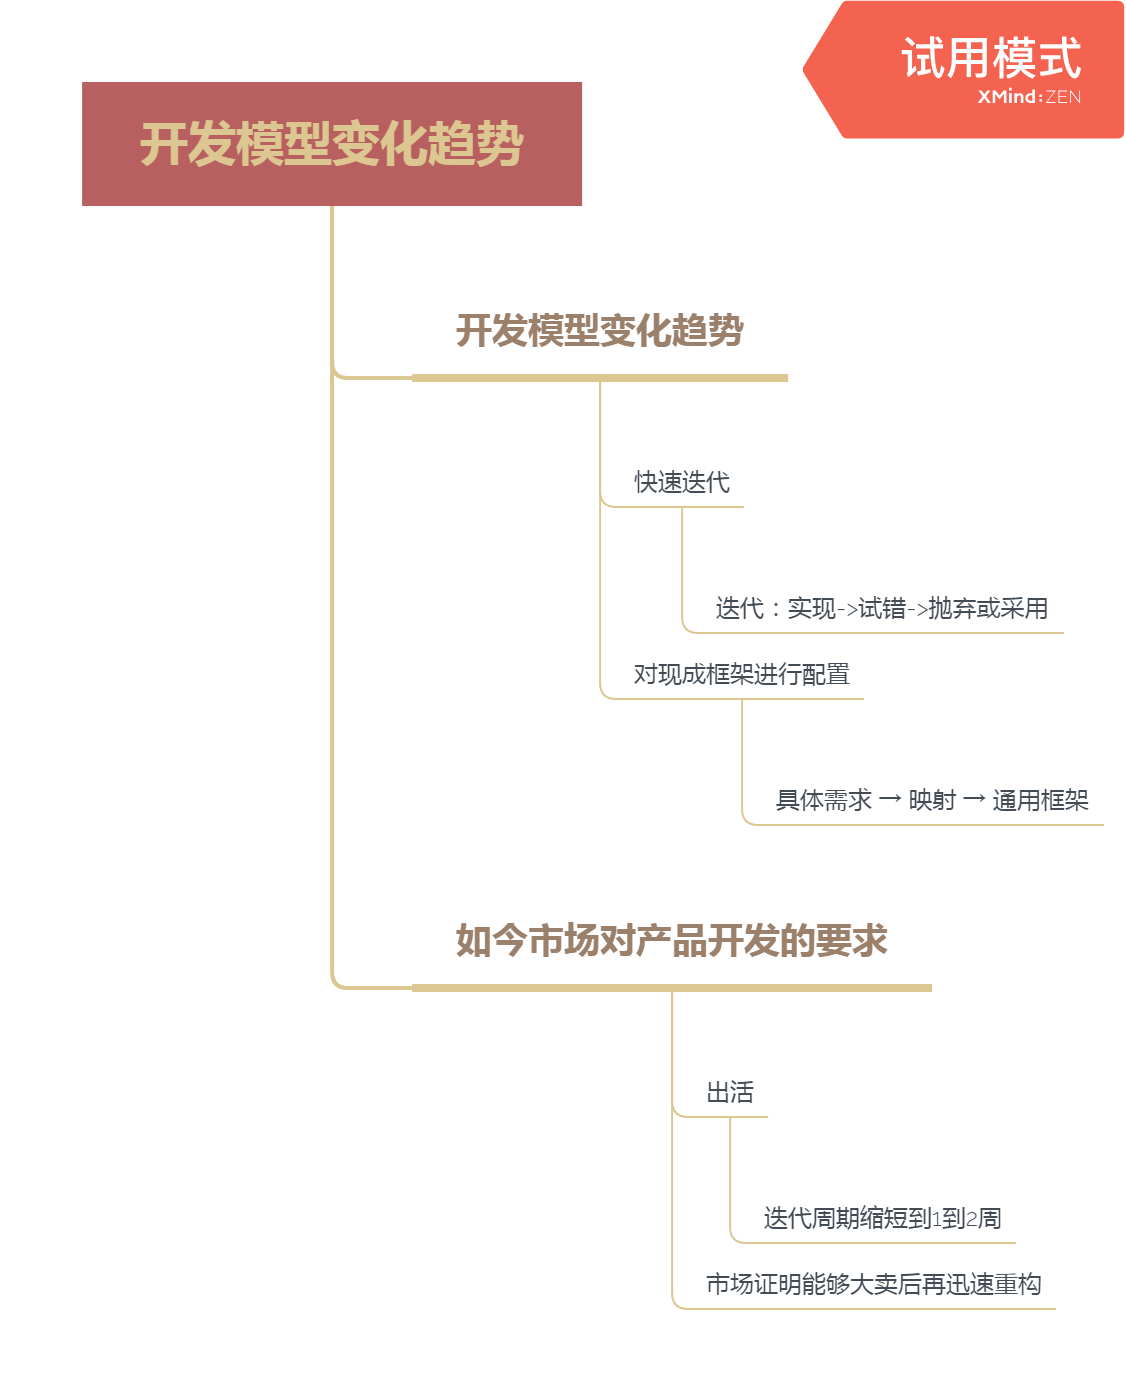 试用模式
XMind:ZEN
开发模型变化趋势
开发模型变化趋势
快速迭代
迭代：实现->试错->抛弃或采用
对现成框架进行配置
具体需求 → 映射 → 通用框架
如今市场对产品开发的要求
出活
迭代周期缩短到1到2周
市场证明能够大卖后再迅速重构